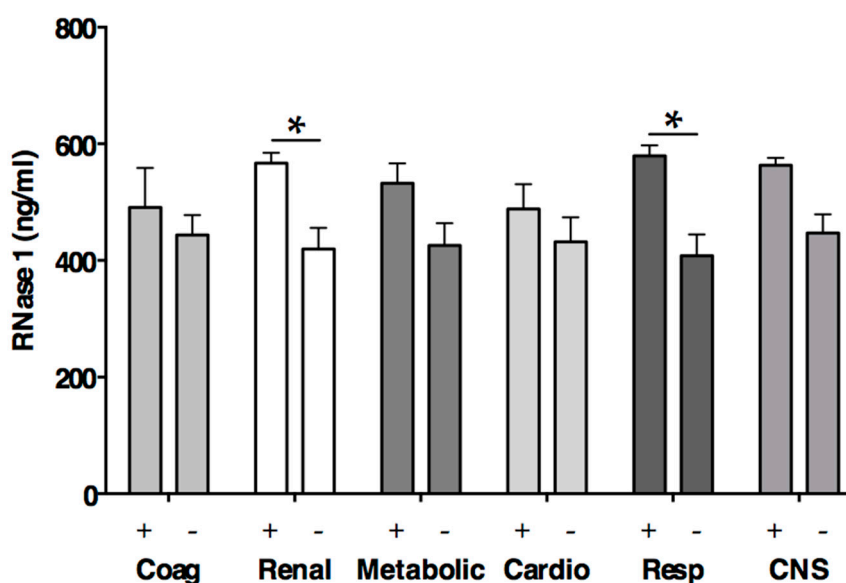 800
600
400
200
0
RNase 1 (ng/ml)
* *
+ - + - + - + - + - + -
Coag Renal Metabolic Cardio Resp CNS